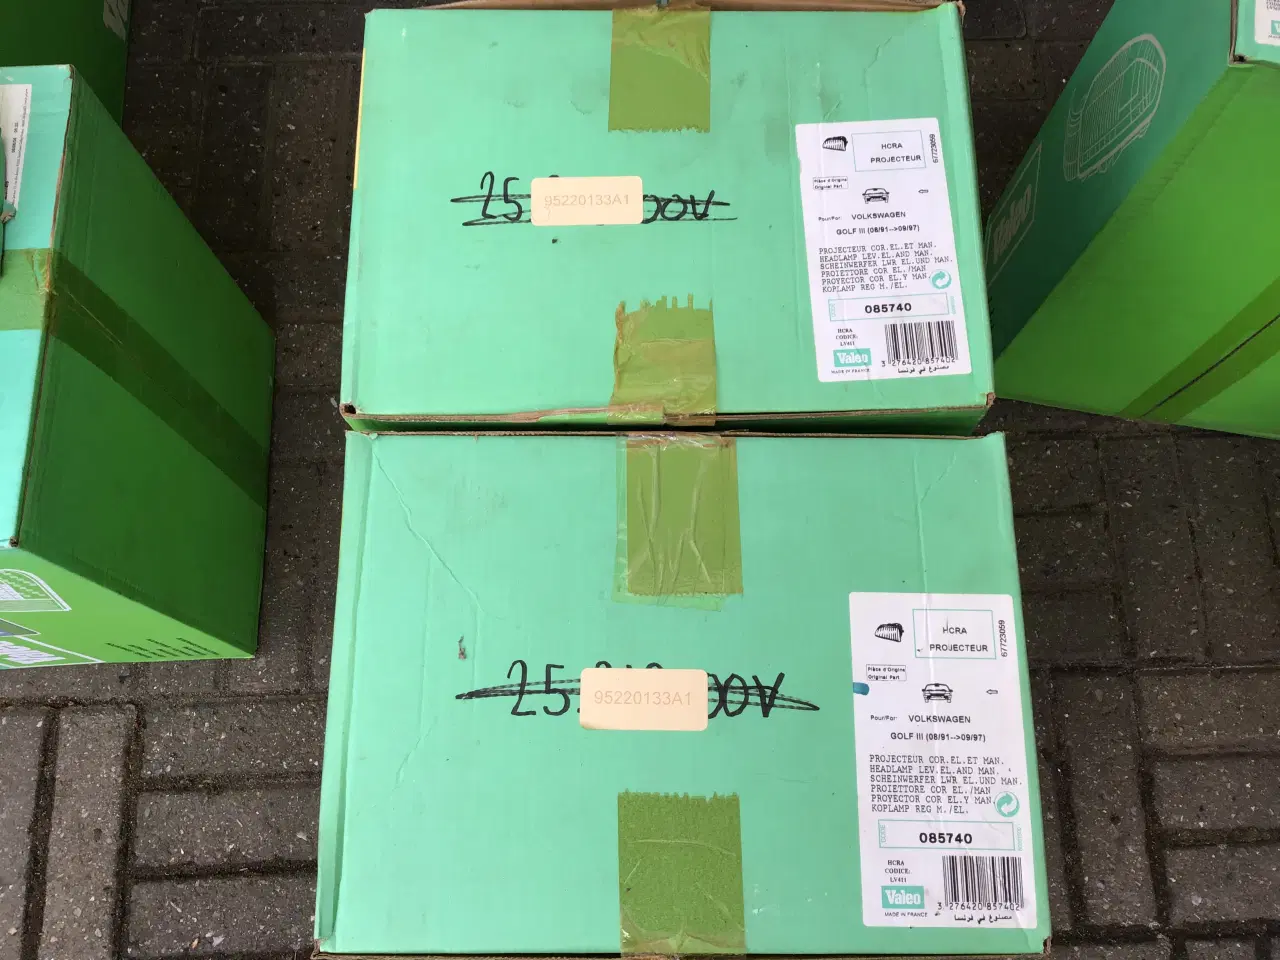 HCRA
PROJECTEUR
67723059
Pièce d'Origine
Original Part
Pour/For: VOLKSWAGEN
GOLF III (08/91-->09/97)
PROJECTEUR COR.EL.ET MAN.
HEADLAMP LEV.EL.AND MAN.
SCHEINWERFER LWR EL.UND MAN.
PROIETTORE COR EL./MAN
PROYECTOR COR EL.Y MAN.
KOPLAMP REG M./EL.
CODE
085740
HCRA
CODICE:
LV411
Valeo
MADE IN FRANCE
3 276420 857402
مصنوع في فرنسا
25. 00V
95220133A1
HCRA
PROJECTEUR
67723059
Pièce d'Origine
Original Part
Pour/For VOLKSWAGEN
GOLF III (08/91-->09/97)
PROJECTEUR COR.EL.ET MAN.
HEADLAMP LEV.EL.AND MAN.
SCHEINWERFER LWR EL.UND MAN.
PROIETTORE COR EL./MAN
PROYECTOR COR EL.Y MAN
KOPLAMP REG M./EL.
CODE
085740
HCRA
CODICE:
LV411
Valeo
MADE IN FRANCE
3 276420 857402
مصنوع في فرنسا
25. 00V
95220133A1
Valeo